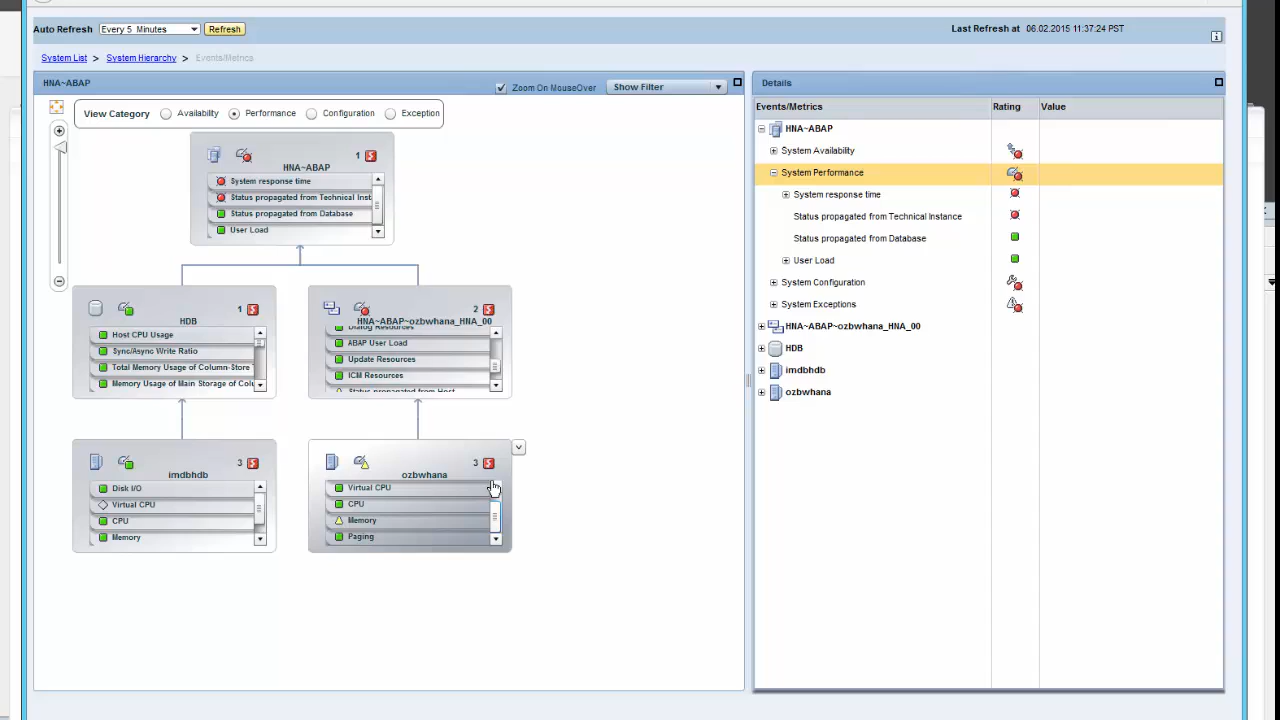 Auto Refresh Every 5 Minutes Refresh Last Refresh at 06.02.2015 11:37:24 PST
System List > System Hierarchy > Events/Metrics
HNA~ABAP
Zoom On MouseOver Show Filter
View Category Availability Performance Configuration Exception
1
HNA~ABAP
System response time
Status propagated from Technical Inst
Status propagated from Database
User Load
1
HDB
Host CPU Usage
Sync/Async Write Ratio
Total Memory Usage of Column-Store
Memory Usage of Main Storage of Colu
2
HNA~ABAP~ozbwhana_HNA_00
Dialog Resources
ABAP User Load
Update Resources
ICM Resources
Status propagated from Host
3
imdbhdb
Disk I/O
Virtual CPU
CPU
Memory
3
ozbwhana
Virtual CPU
CPU
Memory
Paging
Details
Events/Metrics Rating Value
HNA~ABAP
System Availability
System Performance
System response time
Status propagated from Technical Instance
Status propagated from Database
User Load
System Configuration
System Exceptions
HNA~ABAP~ozbwhana_HNA_00
HDB
imdbhdb
ozbwhana